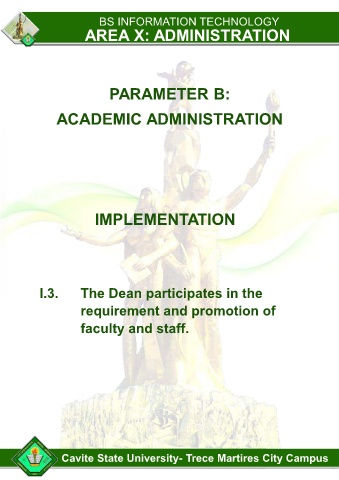 BS INFORMATION TECHNOLOGY
AREA X: ADMINISTRATION
PARAMETER B:
ACADEMIC ADMINISTRATION
IMPLEMENTATION
I.3. The Dean participates in the
requirement and promotion of
faculty and staff.
Cavite State University- Trece Martires City Campus